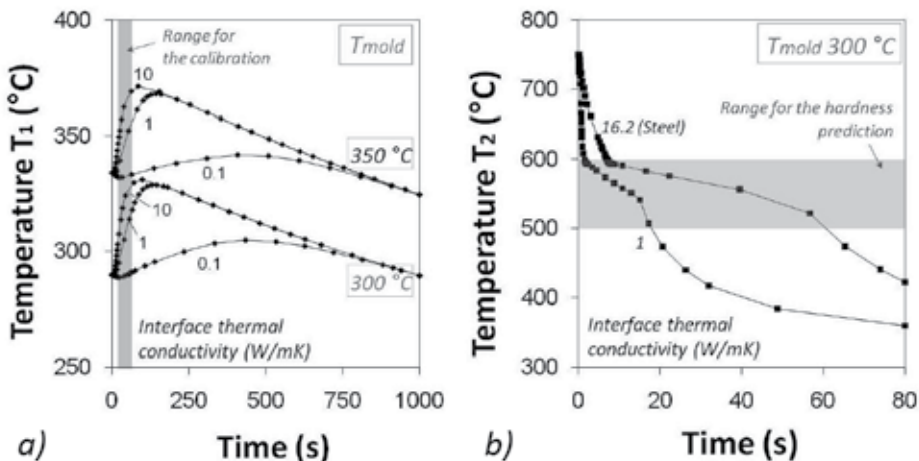 Temperature T₁ (°C)
400
350
300
250
Range for
the calibration
Tmold
10
1
350 °C
0.1
10
1
0.1
300 °C
Interface thermal
conductivity (W/mK)
0
250
500
750
1000
a)
Time (s)
Temperature T₂ (°C)
800
700
600
500
400
300
Tmold 300 °C
Range for the hardness
prediction
16.2 (Steel)
1
Interface thermal
conductivity (W/mK)
0
20
40
60
80
b)
Time (s)